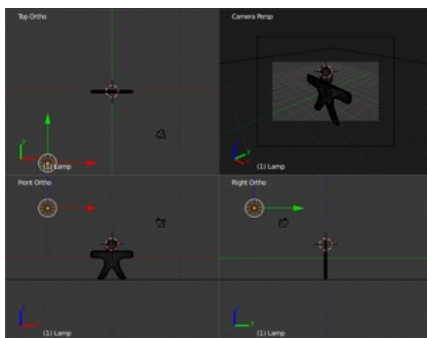 Top Ortho
(1) Lamp
Camera Persp
(1) Lamp
Front Ortho
(1) Lamp
Right Ortho
(1) Lamp